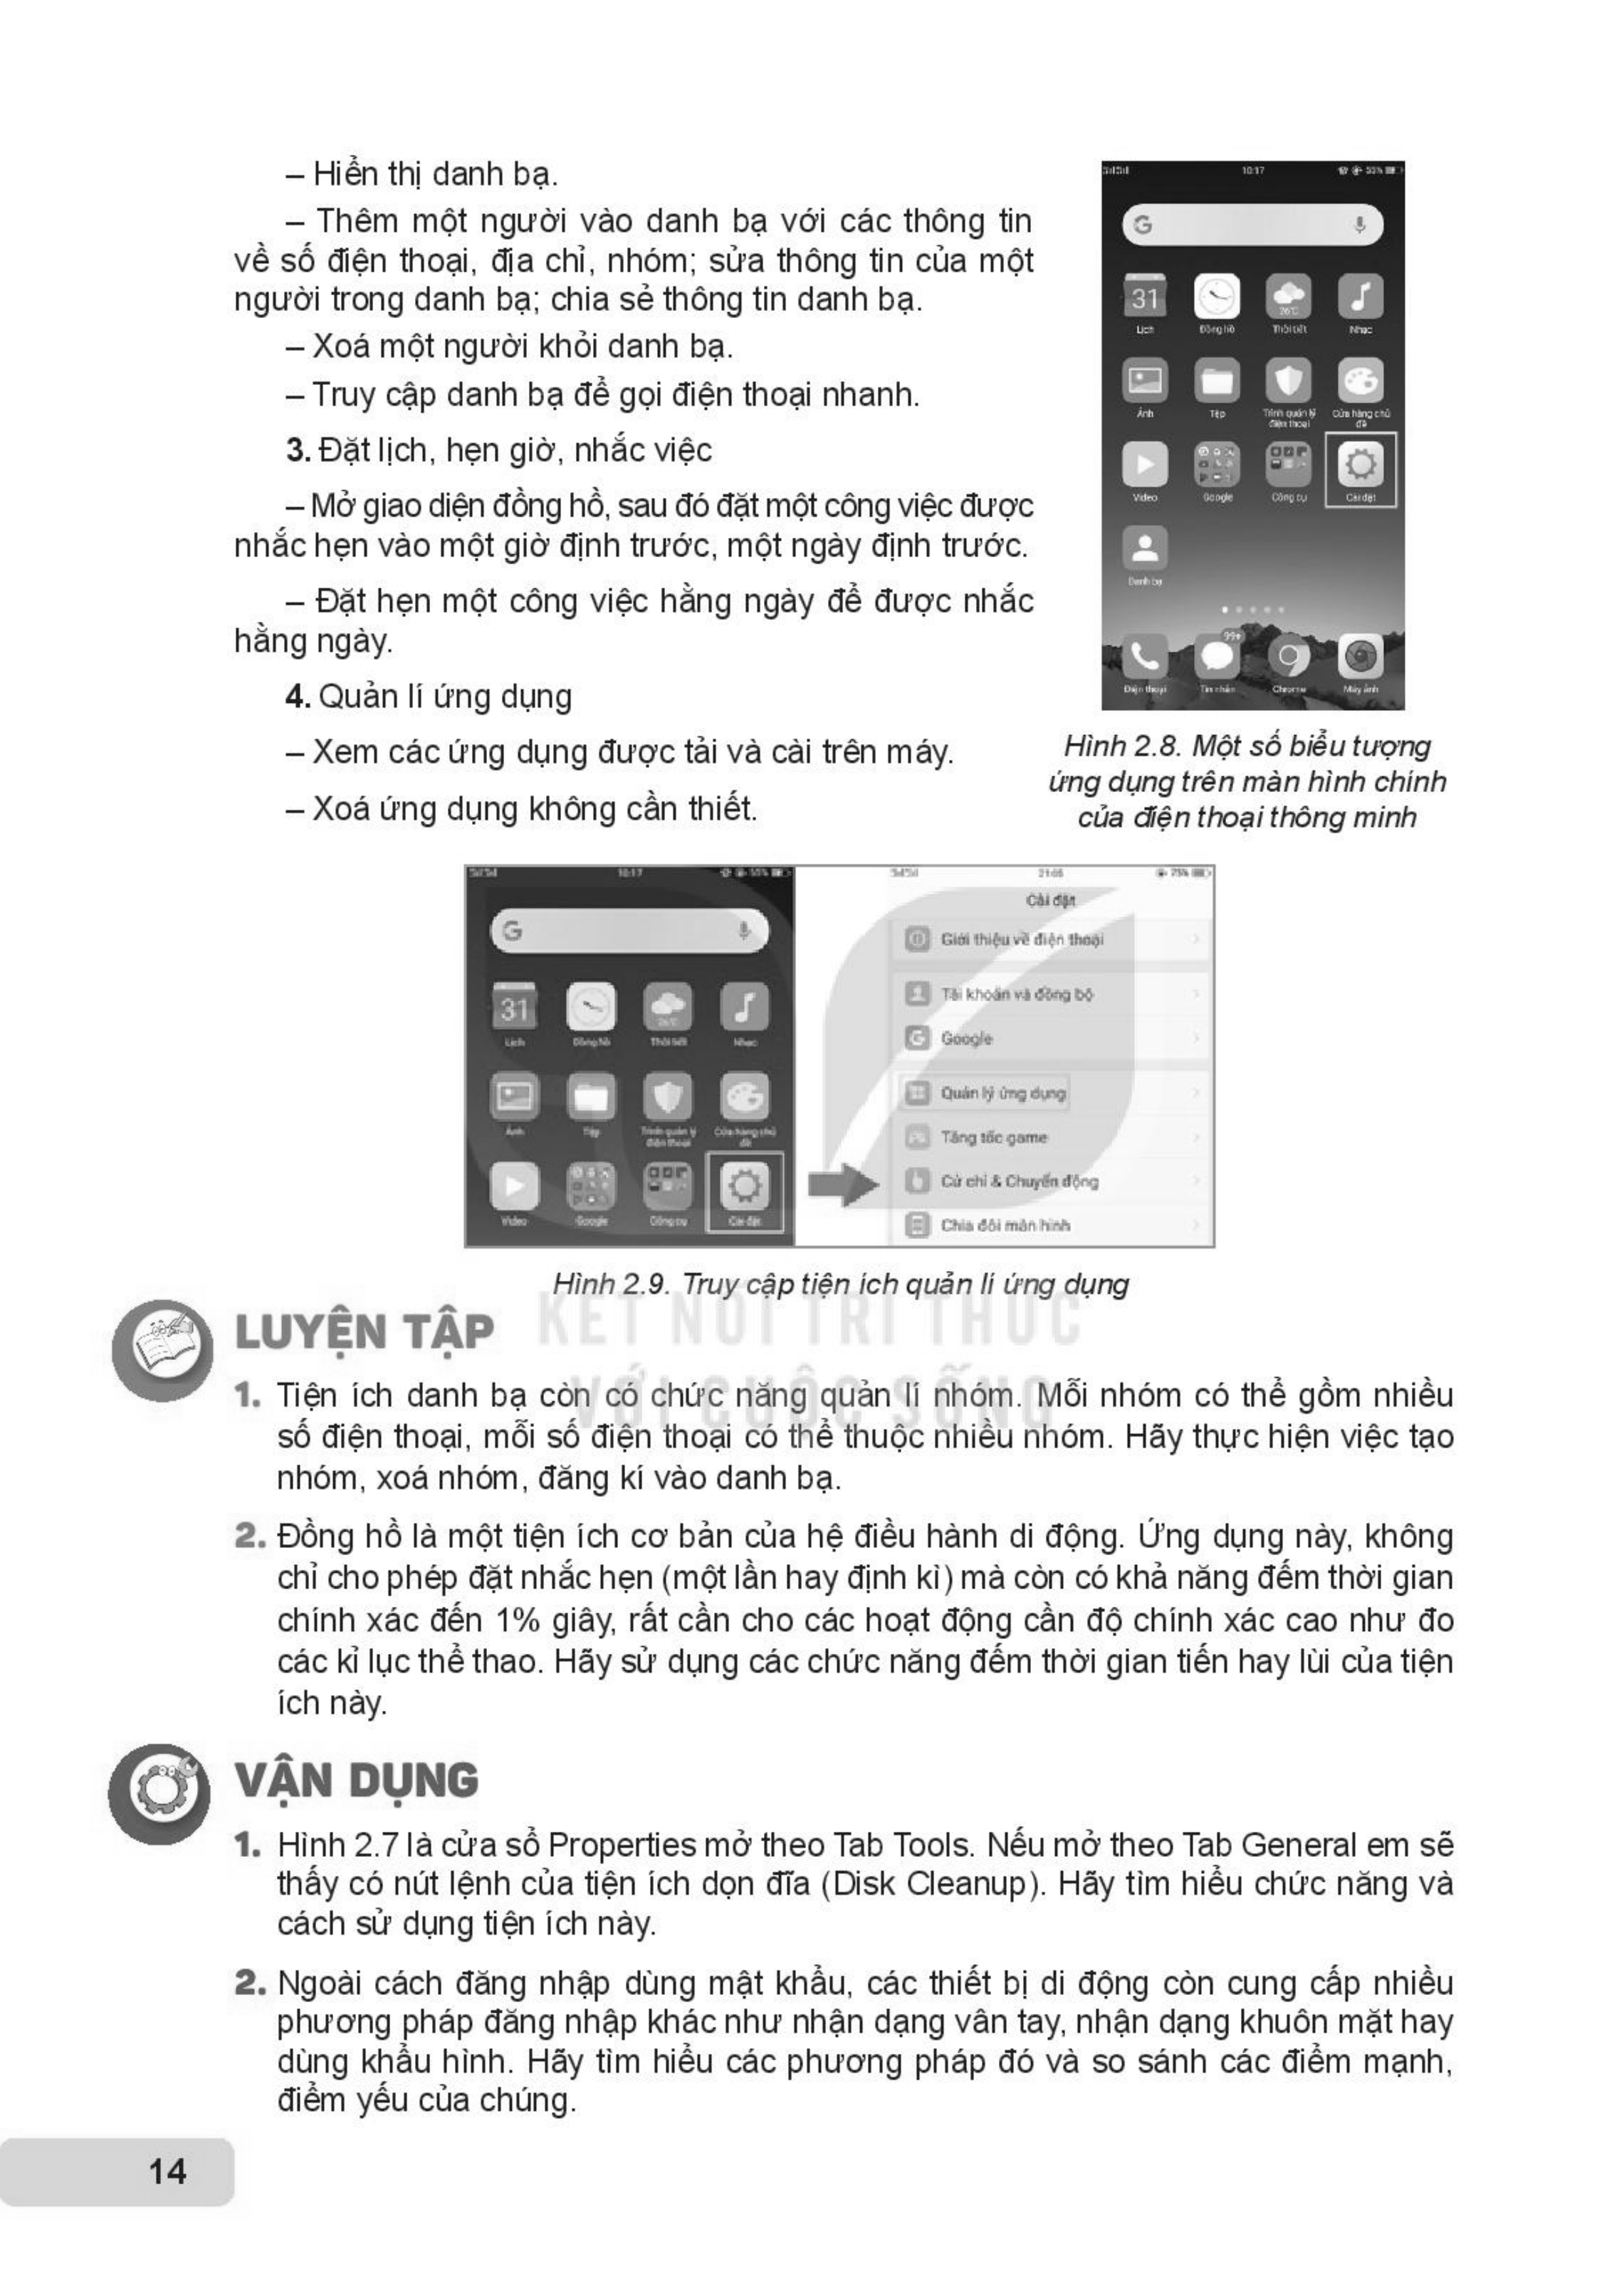 – Hiển thị danh bạ.
– Thêm một người vào danh bạ với các thông tin
về số điện thoại, địa chỉ, nhóm; sửa thông tin của một
người trong danh bạ; chia sẻ thông tin danh bạ.
– Xoá một người khỏi danh bạ.
– Truy cập danh bạ để gọi điện thoại nhanh.
3. Đặt lịch, hẹn giờ, nhắc việc
– Mở giao diện đồng hồ, sau đó đặt một công việc được
nhắc hẹn vào một giờ định trước, một ngày định trước.
– Đặt hẹn một công việc hằng ngày để được nhắc
hằng ngày.
4. Quản lí ứng dụng
– Xem các ứng dụng được tải và cài trên máy.
– Xoá ứng dụng không cần thiết.
10:17 55%
G
31 26°C
Lịch Đồng hồ Thời tiết Nhạc
Ảnh Tệp Trình quản lý Cửa hàng chủ
điện thoại đề
Video Google Công cụ Cài đặt
Danh bạ
99+
Điện thoại Tin nhắn Chrome Máy ảnh
Hình 2.8. Một số biểu tượng
ứng dụng trên màn hình chính
của điện thoại thông minh
10:17 55%
G
31 26°C
Lịch Đồng hồ Thời tiết Nhạc
Ảnh Tệp Trình quản lý Cửa hàng chủ
điện thoại đề
Video Google Công cụ Cài đặt
21:05 75%
Cài đặt
Giới thiệu về điện thoại
Tài khoản và đồng bộ
G Google
Quản lý ứng dụng
Tăng tốc game
Cử chỉ & Chuyển động
Chia đôi màn hình
Hình 2.9. Truy cập tiện ích quản lí ứng dụng
KẾT NỐI TRI THỨC
VỚI CUỘC SỐNG
LUYỆN TẬP
1. Tiện ích danh bạ còn có chức năng quản lí nhóm. Mỗi nhóm có thể gồm nhiều
số điện thoại, mỗi số điện thoại có thể thuộc nhiều nhóm. Hãy thực hiện việc tạo
nhóm, xoá nhóm, đăng kí vào danh bạ.
2. Đồng hồ là một tiện ích cơ bản của hệ điều hành di động. Ứng dụng này, không
chỉ cho phép đặt nhắc hẹn (một lần hay định kì) mà còn có khả năng đếm thời gian
chính xác đến 1% giây, rất cần cho các hoạt động cần độ chính xác cao như đo
các kỉ lục thể thao. Hãy sử dụng các chức năng đếm thời gian tiến hay lùi của tiện
ích này.
VẬN DỤNG
1. Hình 2.7 là cửa sổ Properties mở theo Tab Tools. Nếu mở theo Tab General em sẽ
thấy có nút lệnh của tiện ích dọn đĩa (Disk Cleanup). Hãy tìm hiểu chức năng và
cách sử dụng tiện ích này.
2. Ngoài cách đăng nhập dùng mật khẩu, các thiết bị di động còn cung cấp nhiều
phương pháp đăng nhập khác như nhận dạng vân tay, nhận dạng khuôn mặt hay
dùng khẩu hình. Hãy tìm hiểu các phương pháp đó và so sánh các điểm mạnh,
điểm yếu của chúng.
14